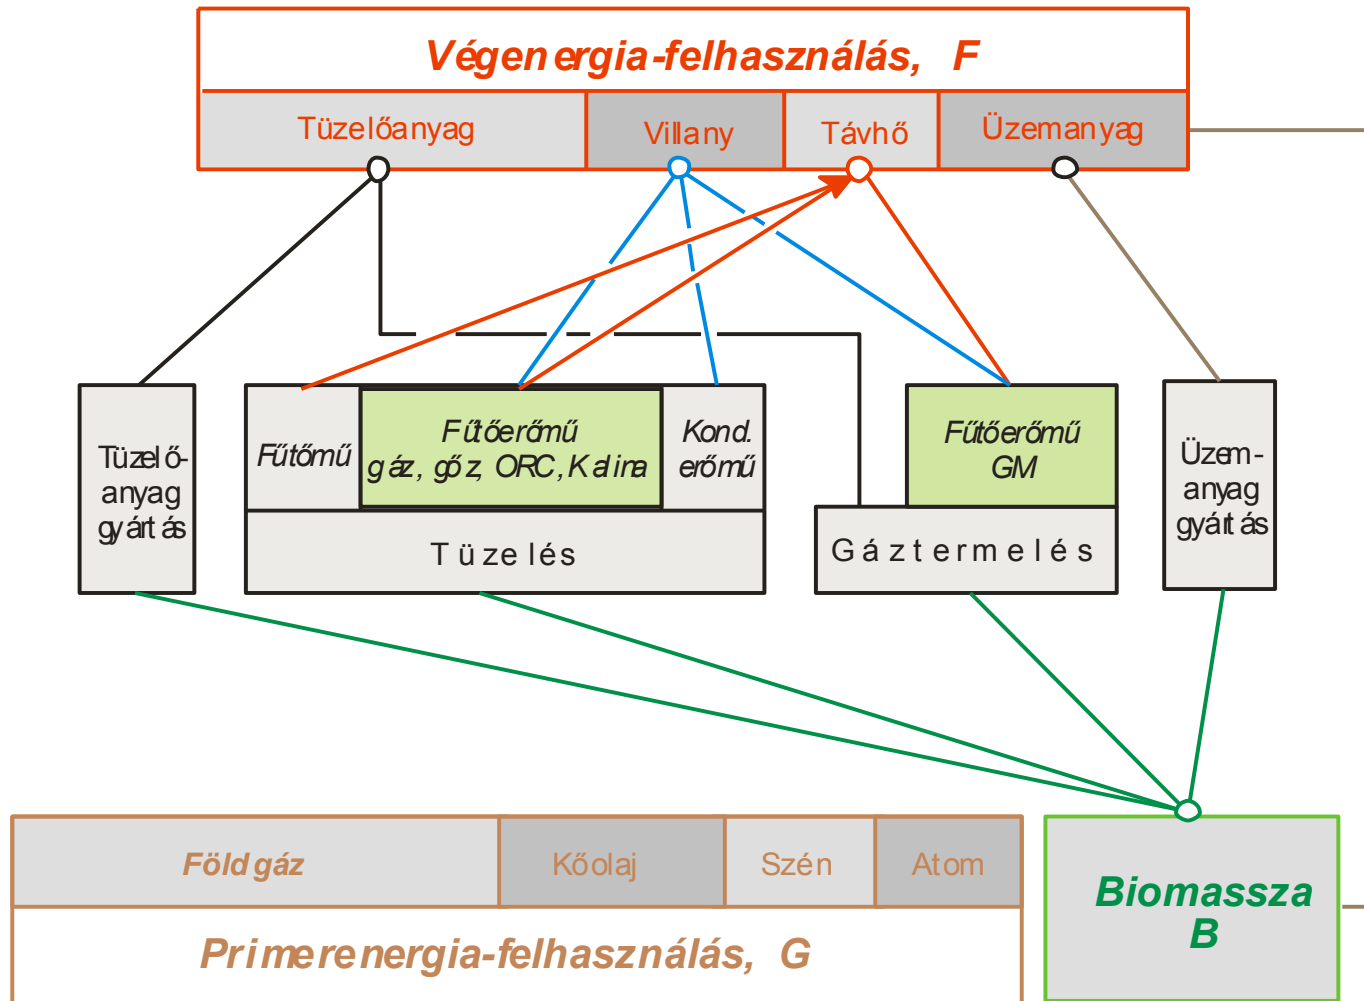 Végenergia-felhasználás, F
Tüzelőanyag
Villany
Távhő
Üzemanyag
Tüzelő-
anyag
gyártás
Fűtőmű
Fűtőerőmű
gáz, gőz, ORC, Kalina
Kond.
erőmű
Tüzelés
Fűtőerőmű
GM
Gáztermelés
Üzem-
anyag
gyártás
Földgáz
Kőolaj
Szén
Atom
Primerenergia-felhasználás, G
Biomassza
B